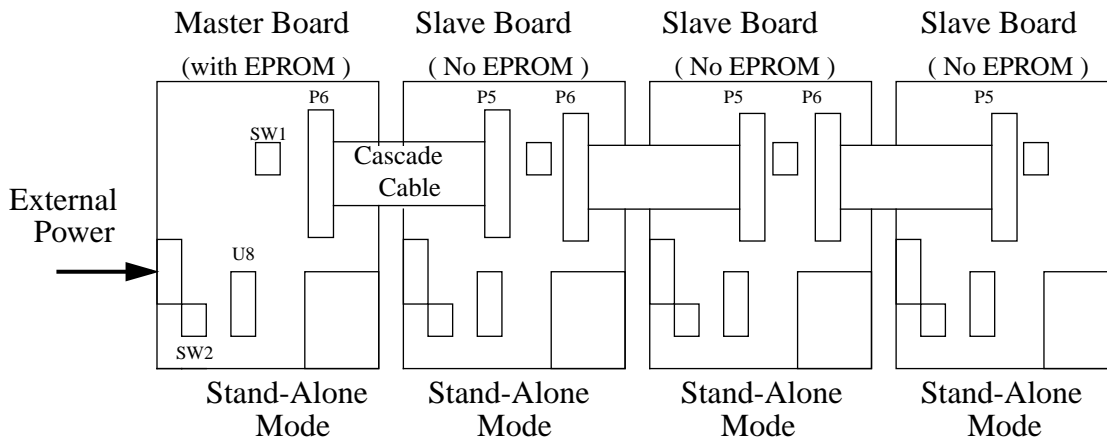 Master Board
Slave Board
Slave Board
Slave Board
(with EPROM )
( No EPROM )
( No EPROM )
( No EPROM )
P6
P5
P6
P5
P6
P5
SW1
Cascade
Cable
External
Power
U8
SW2
Stand-Alone
Mode
Stand-Alone
Mode
Stand-Alone
Mode
Stand-Alone
Mode